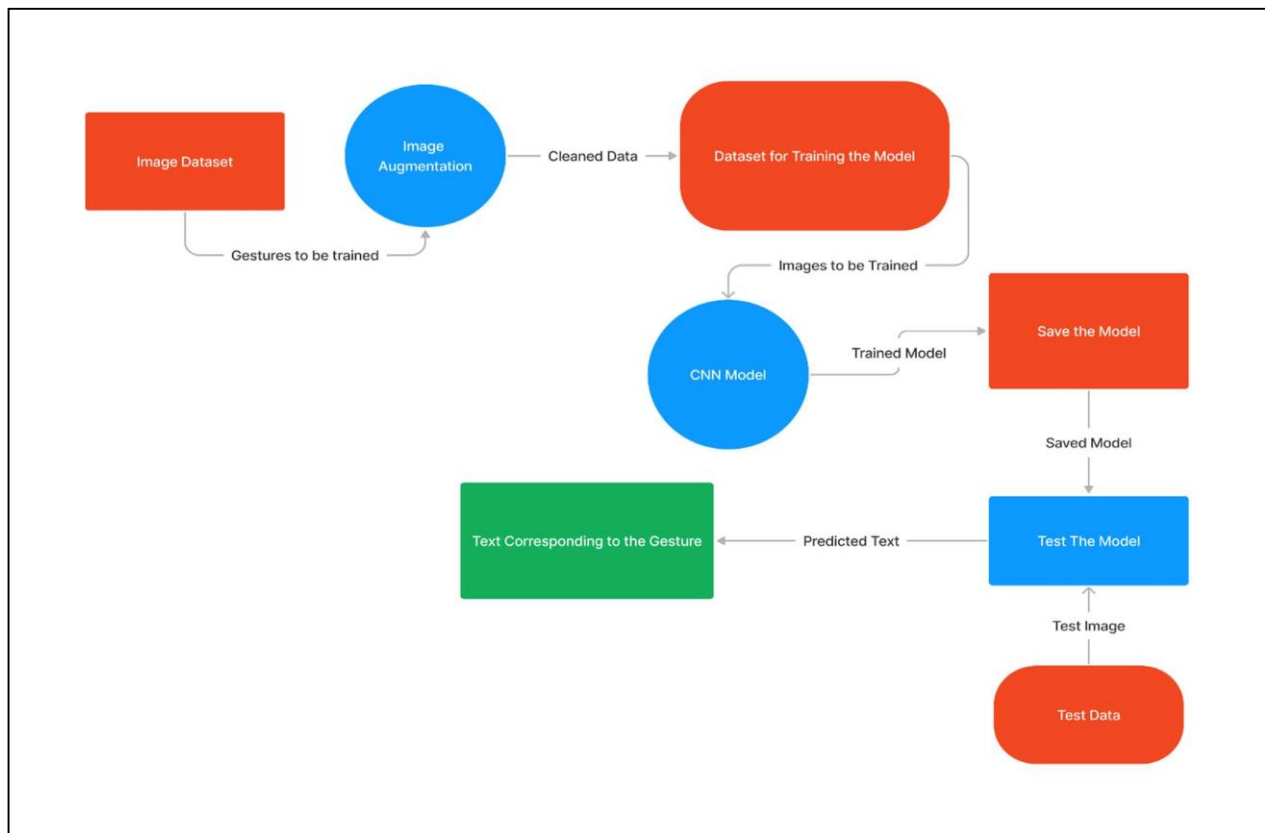 Image Dataset
Gestures to be trained
Image
Augmentation
Cleaned Data
Dataset for Training the Model
Images to be Trained
CNN Model
Trained Model
Save the Model
Saved Model
Test The Model
Test Image
Test Data
Predicted Text
Text Corresponding to the Gesture